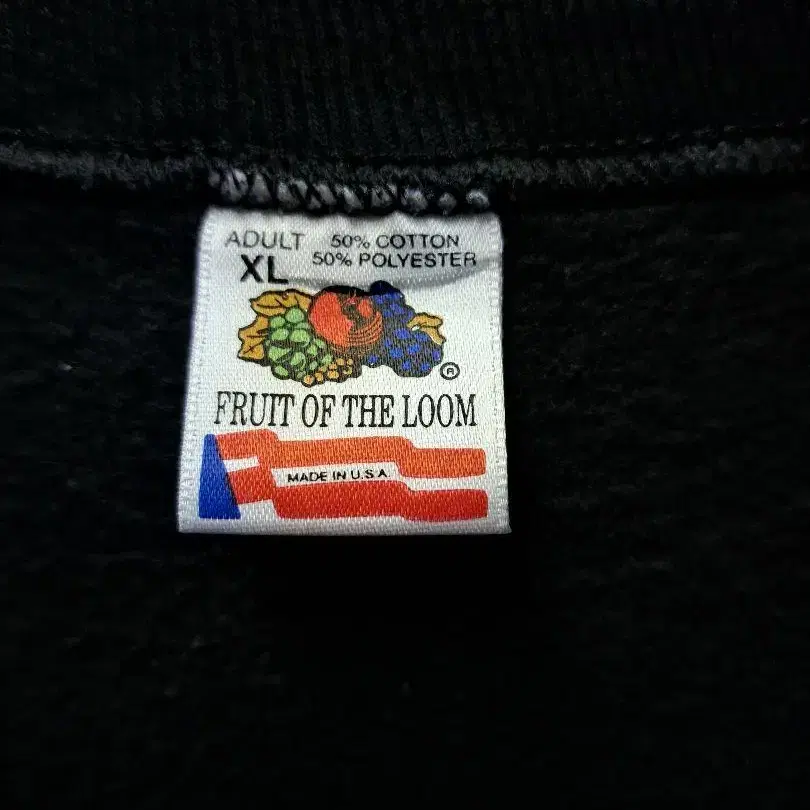 ADULT 50% COTTON
XL 50% POLYESTER
®
FRUIT OF THE LOOM
MADE IN U.S.A.